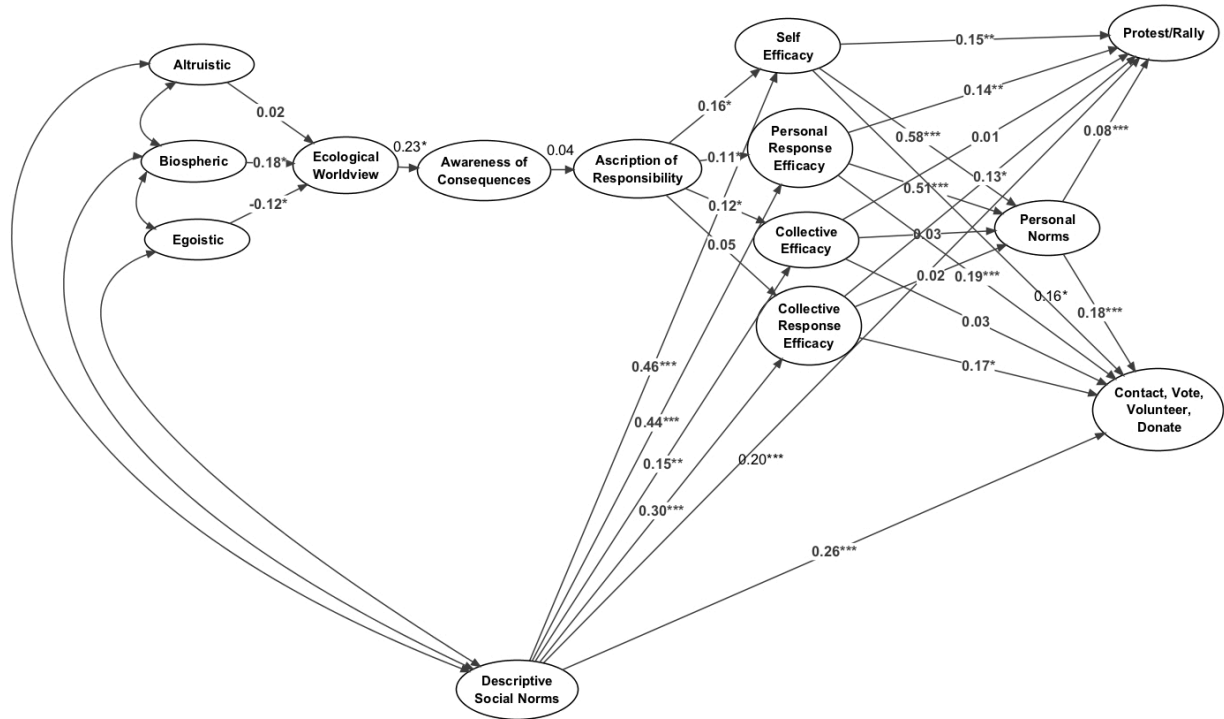 Protest/Rally
Self
Efficacy
0.15**
Altruistic
0.14**
0.02
0.16*
Personal
Response
Efficacy
0.58***
0.01
0.08***
Biospheric
-0.18*
Ecological
Worldview
0.23*
Awareness of
Consequences
0.04
Ascription of
Responsibility
0.11*
0.13*
0.51***
-0.12*
0.12*
Personal
Norms
Egoistic
Collective
Efficacy
0.03
0.05
0.02
0.19***
0.16*
Collective
Response
Efficacy
0.03
0.18***
0.17*
0.46***
Contact, Vote,
Volunteer,
Donate
0.44***
0.15**
0.20***
0.30***
0.26***
Descriptive
Social Norms